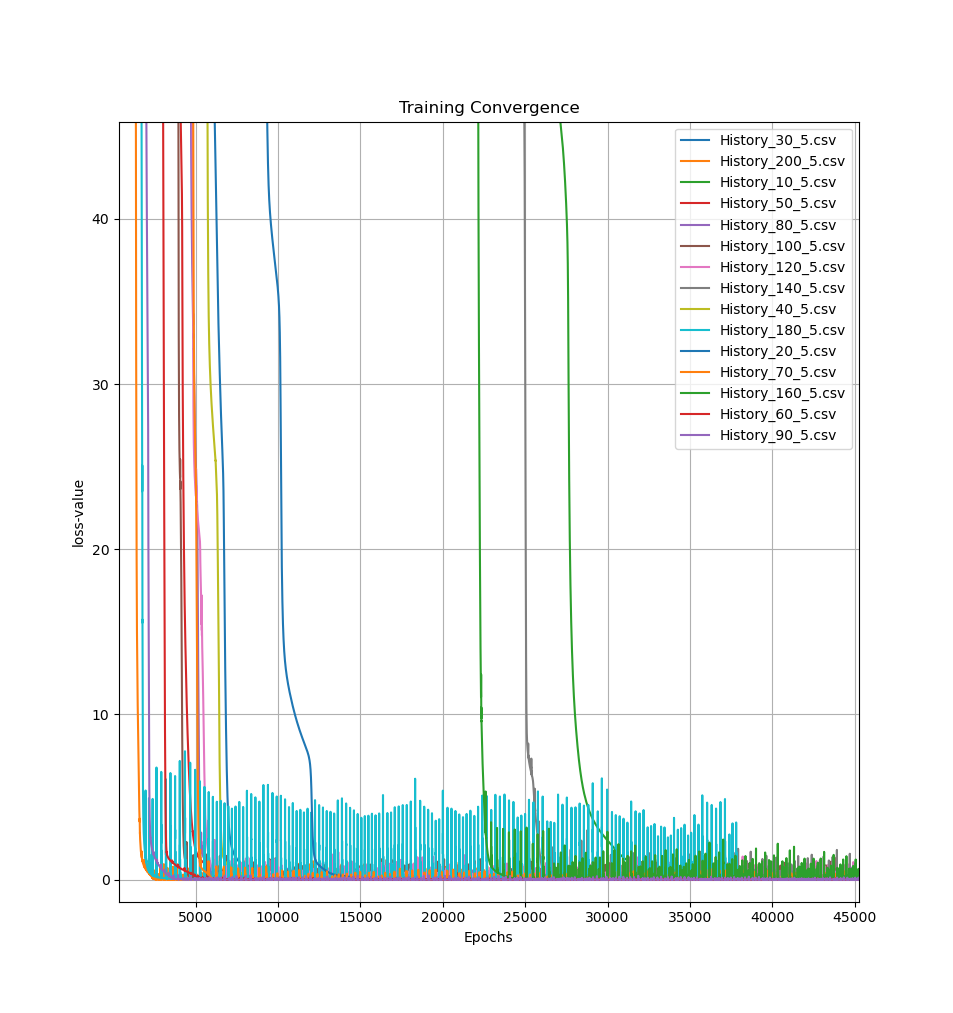 Training Convergence
History_30_5.csv
History_200_5.csv
History_10_5.csv
History_50_5.csv
History_80_5.csv
History_100_5.csv
History_120_5.csv
History_140_5.csv
History_40_5.csv
History_180_5.csv
History_20_5.csv
History_70_5.csv
History_160_5.csv
History_60_5.csv
History_90_5.csv
40
30
20
10
0
loss-value
5000 10000 15000 20000 25000 30000 35000 40000 45000
Epochs